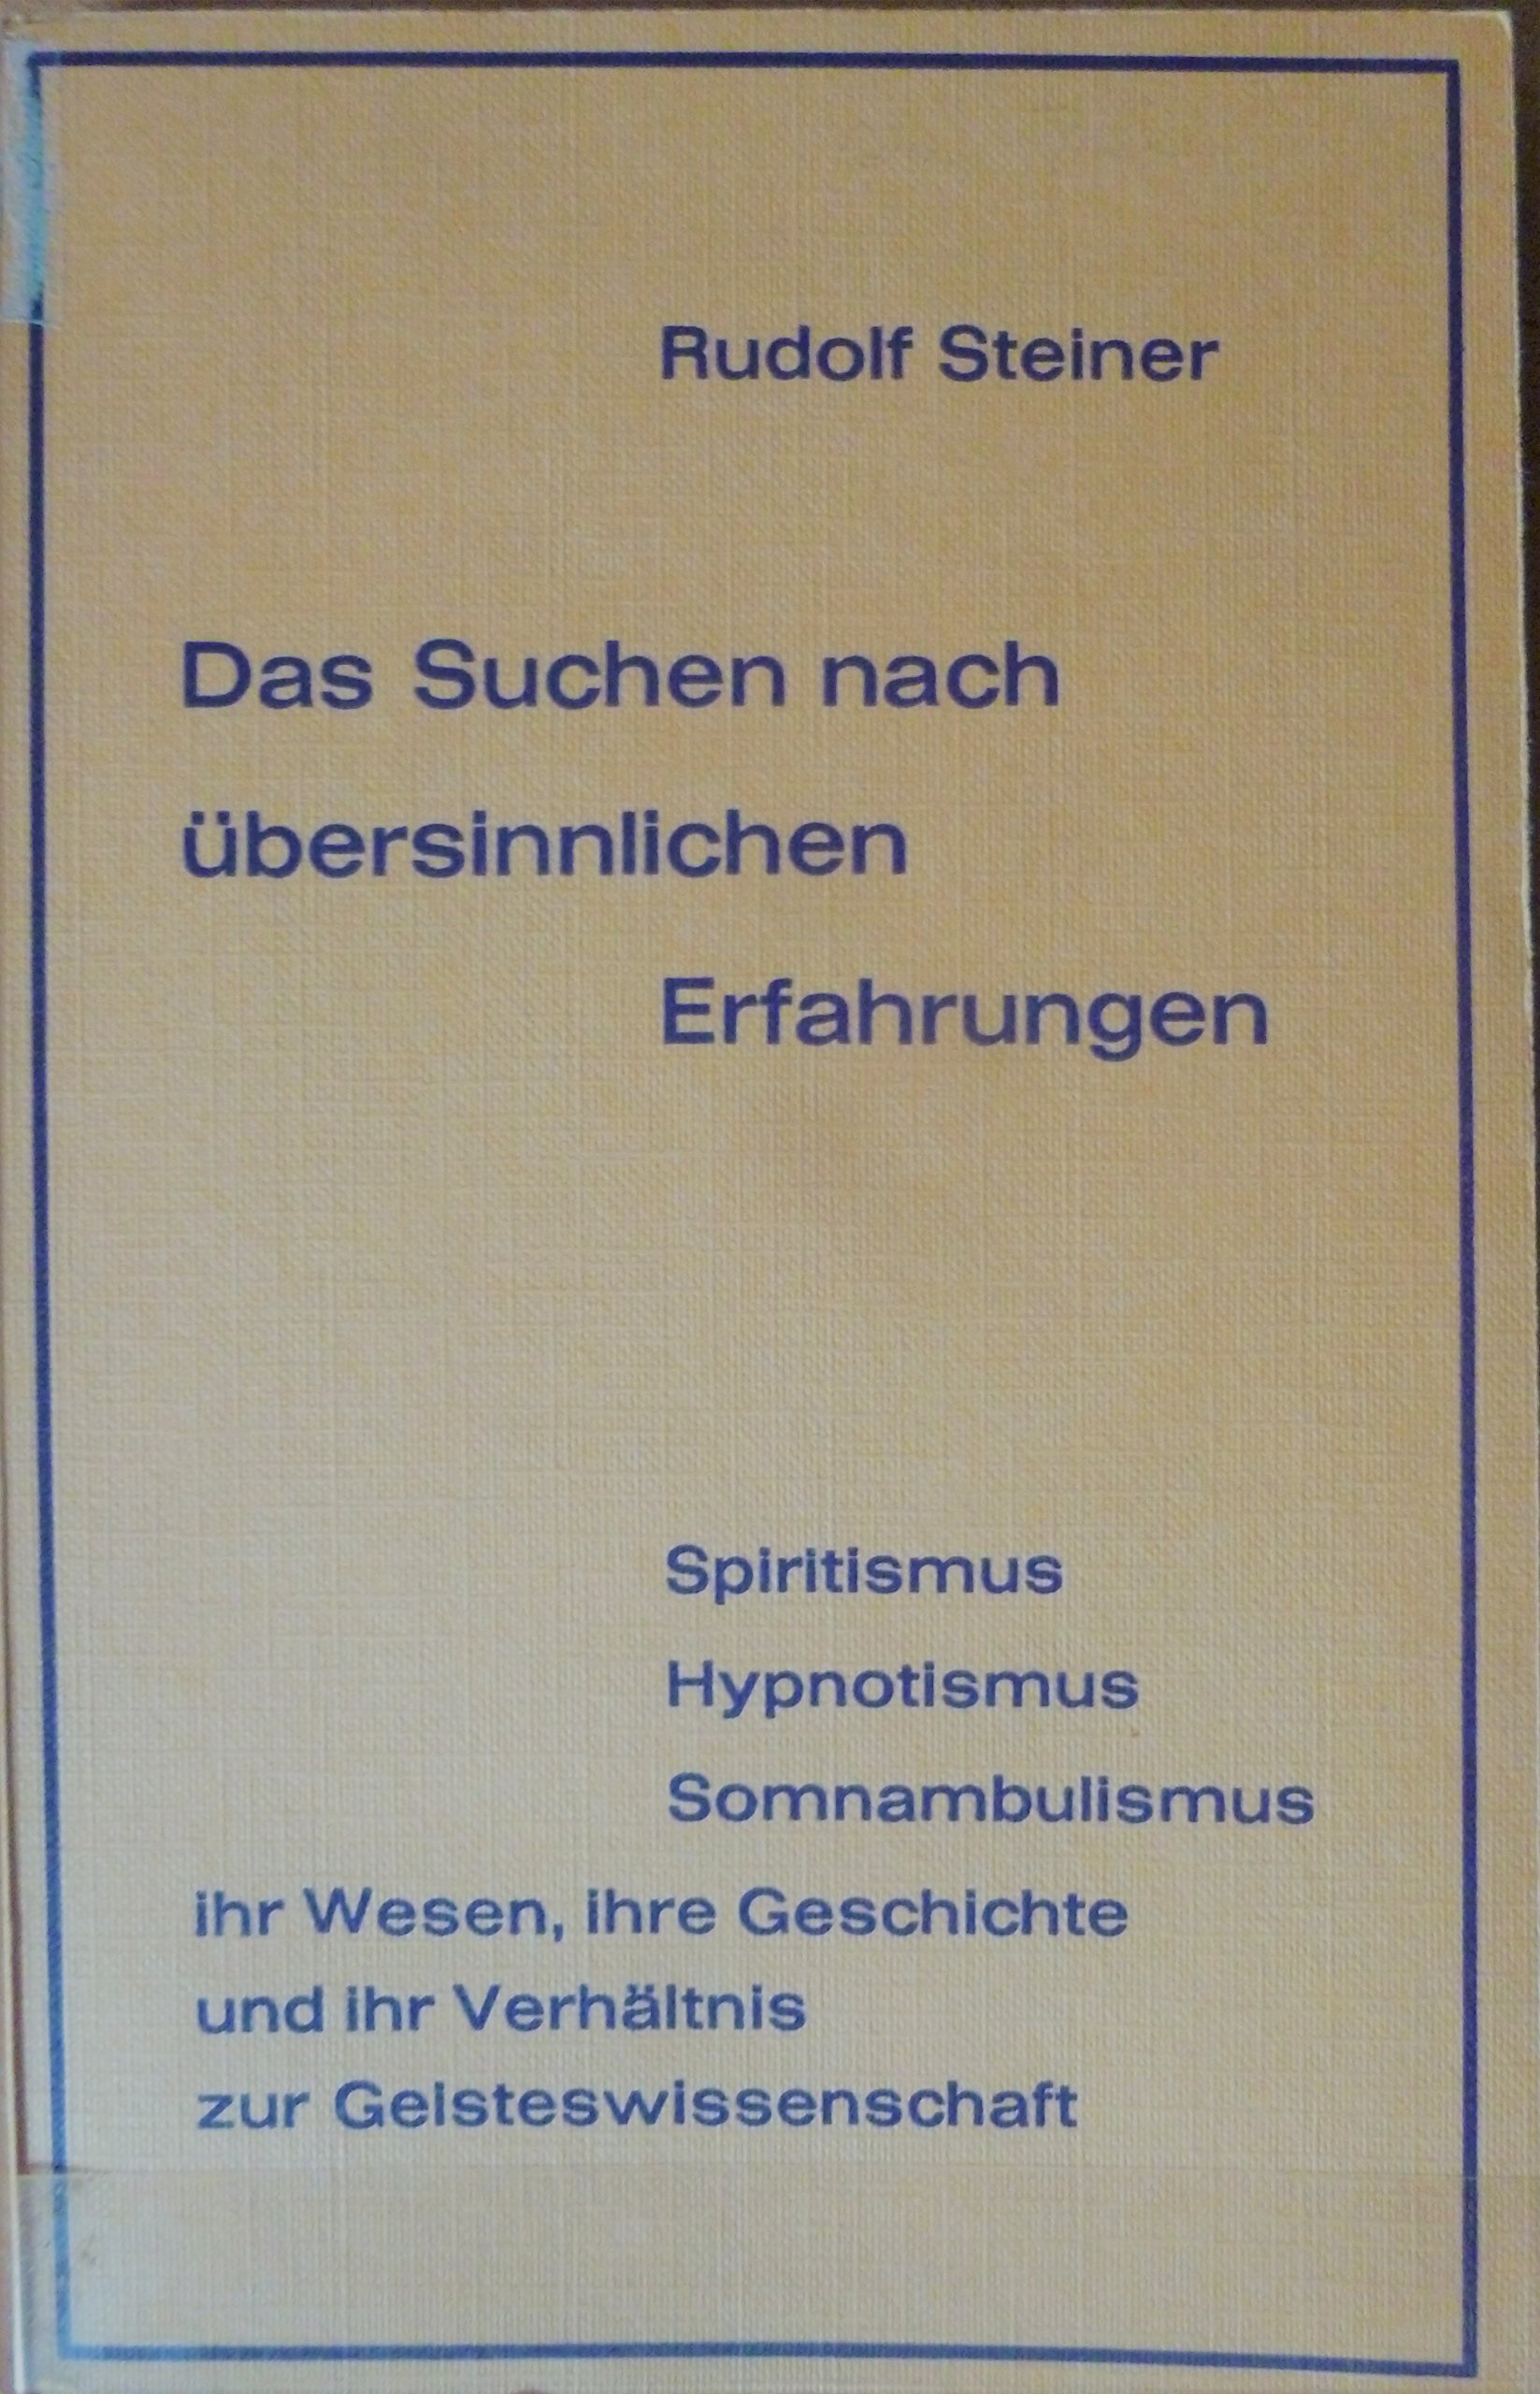 Rudolf Steiner
Das Suchen nach
übersinnlichen
Erfahrungen
Spiritismus
Hypnotismus
Somnambulismus
ihr Wesen, ihre Geschichte
und ihr Verhältnis
zur Geisteswissenschaft